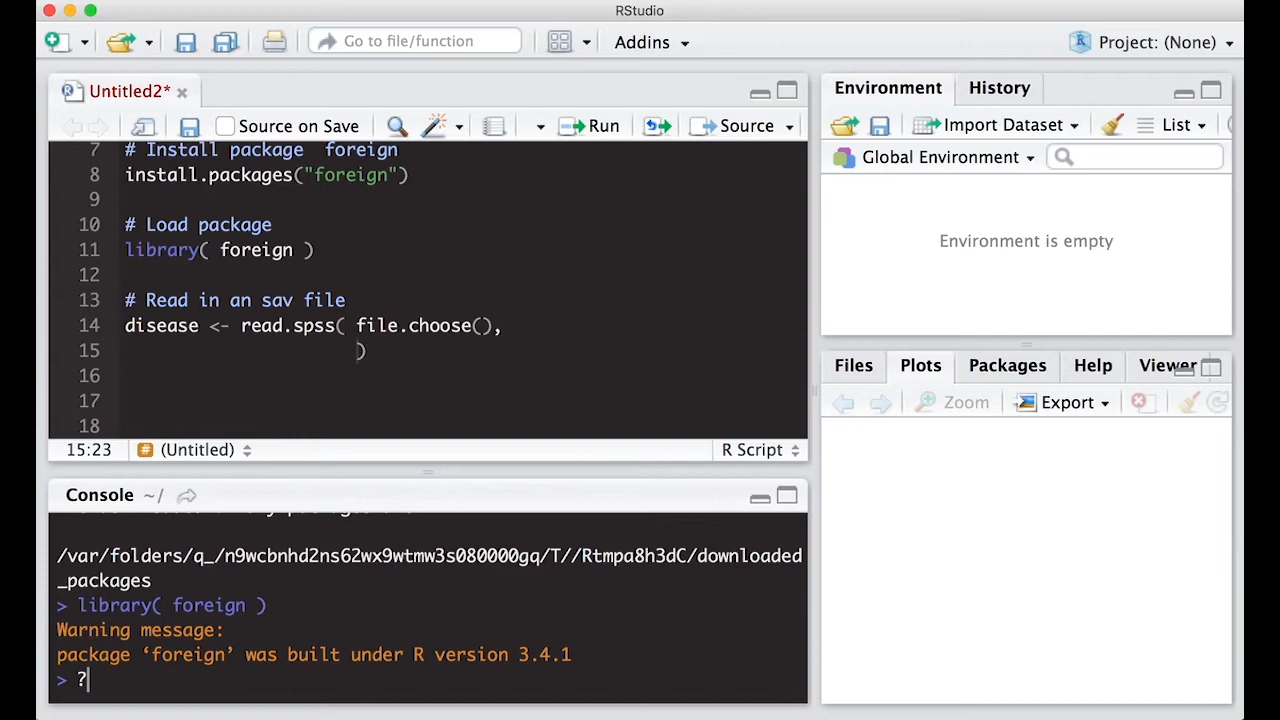 RStudio
Go to file/function
Addins
Project: (None)
Untitled2*
Source on Save
Run
Source
7 # Install package foreign
8 install.packages("foreign")
9
10 # Load package
11 library( foreign )
12
13 # Read in an sav file
14 disease <- read.spss( file.choose(),
15 )
16
17
18
15:23
(Untitled)
R Script
Console ~/
/var/folders/q_/n9wcbnhd2ns62wx9wtmw3s080000gq/T//Rtmpa8h3dC/downloaded
_packages
> library( foreign )
Warning message:
package ‘foreign’ was built under R version 3.4.1
> ?
Environment
History
Import Dataset
List
Global Environment
Environment is empty
Files
Plots
Packages
Help
Viewer
Zoom
Export